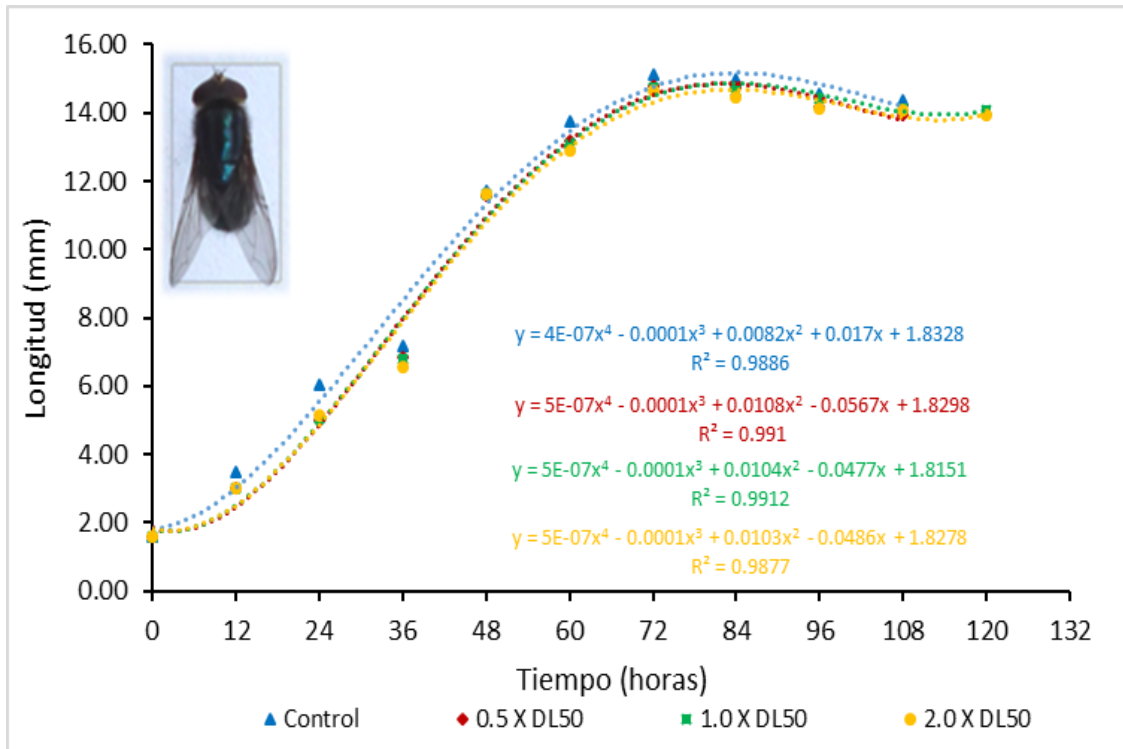 16.00
14.00
12.00
10.00
8.00
6.00
4.00
2.00
0.00
Longitud (mm)
y = 4E-07x⁴ - 0.0001x³ + 0.0082x² + 0.017x + 1.8328
R² = 0.9886
y = 5E-07x⁴ - 0.0001x³ + 0.0108x² - 0.0567x + 1.8298
R² = 0.991
y = 5E-07x⁴ - 0.0001x³ + 0.0104x² - 0.0477x + 1.8151
R² = 0.9912
y = 5E-07x⁴ - 0.0001x³ + 0.0103x² - 0.0486x + 1.8278
R² = 0.9877
0 12 24 36 48 60 72 84 96 108 120 132
Tiempo (horas)
Control 0.5 X DL50 1.0 X DL50 2.0 X DL50